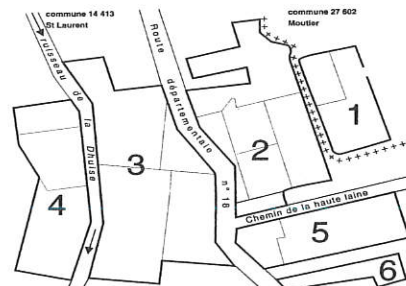 commune 14 413
St Laurent
commune 27 602
Moutier
ruisseau de la Dhuise
Route départementale n° 18
1
2
3
4
Chemin de la haute laine
5
6